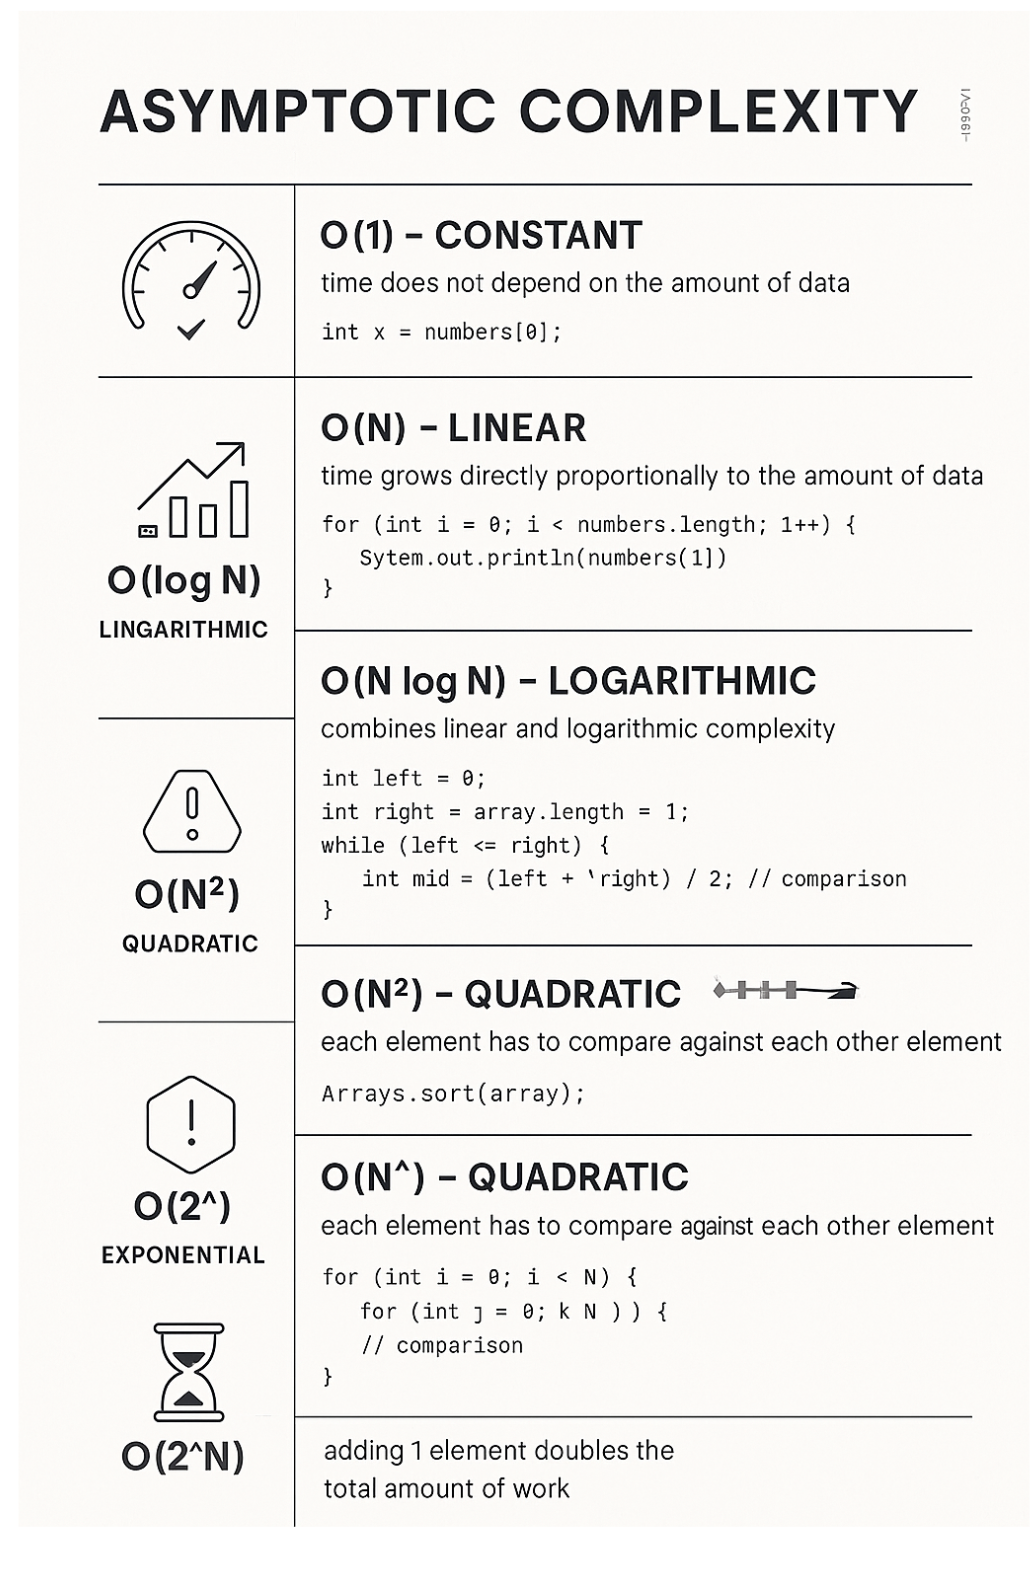 ASYMPTOTIC COMPLEXITY
O(1) – CONSTANT
time does not depend on the amount of data
int x = numbers[0];
O(log N)
LINGARITHMIC
O(N) – LINEAR
time grows directly proportionally to the amount of data
for (int i = 0; i < numbers.length; 1++) {
Sytem.out.println(numbers(1])
}
O(N log N) – LOGARITHMIC
combines linear and logarithmic complexity
int left = 0;
int right = array.length = 1;
while (left <= right) {
int mid = (left + ‵right) / 2; // comparison
}
O(N²)
QUADRATIC
O(N²) – QUADRATIC
each element has to compare against each other element
Arrays.sort(array);
O(2^)
EXPONENTIAL
O(N^) – QUADRATIC
each element has to compare against each other element
for (int i = 0; i < N) {
for (int ȷ = 0; k N ) ) {
// comparison
}
O(2^N)
adding 1 element doubles the
total amount of work